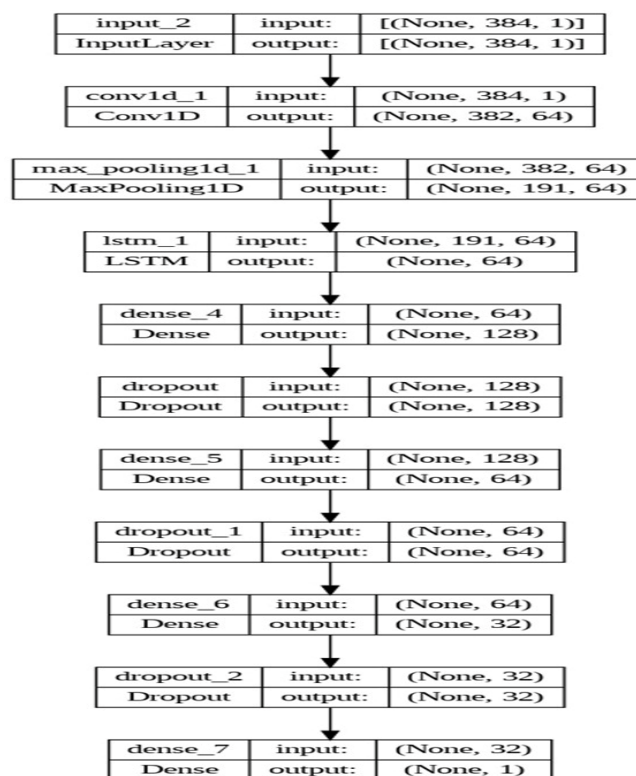 input_2 input: [(None, 384, 1)]
InputLayer output: [(None, 384, 1)]
conv1d_1 input: (None, 384, 1)
Conv1D output: (None, 382, 64)
max_pooling1d_1 input: (None, 382, 64)
MaxPooling1D output: (None, 191, 64)
lstm_1 input: (None, 191, 64)
LSTM output: (None, 64)
dense_4 input: (None, 64)
Dense output: (None, 128)
dropout input: (None, 128)
Dropout output: (None, 128)
dense_5 input: (None, 128)
Dense output: (None, 64)
dropout_1 input: (None, 64)
Dropout output: (None, 64)
dense_6 input: (None, 64)
Dense output: (None, 32)
dropout_2 input: (None, 32)
Dropout output: (None, 32)
dense_7 input: (None, 32)
Dense output: (None, 1)